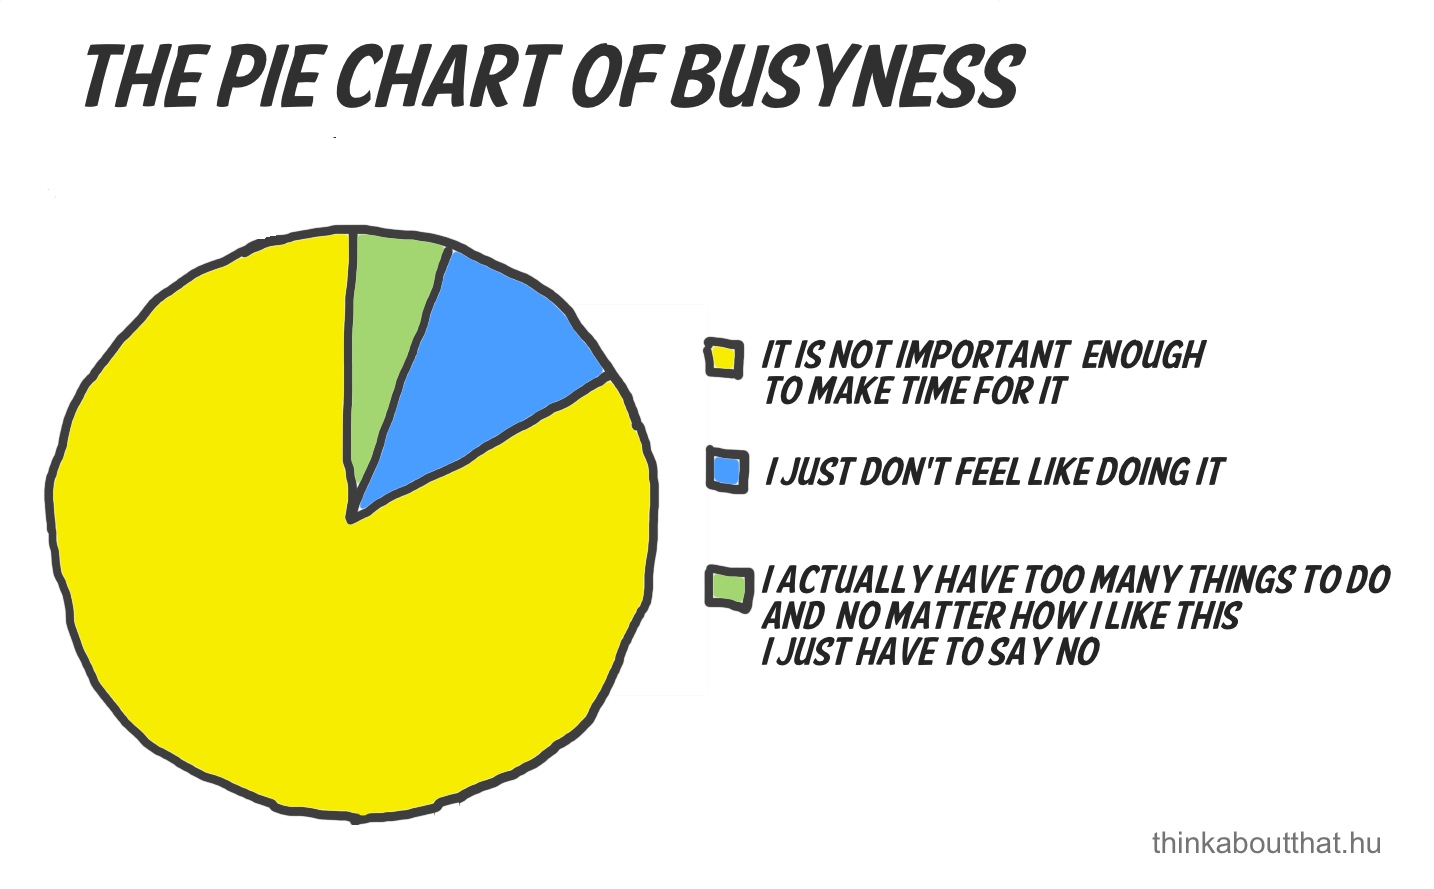 THE PIE CHART OF BUSYNESS
IT IS NOT IMPORTANT ENOUGH
TO MAKE TIME FOR IT
I JUST DON'T FEEL LIKE DOING IT
I ACTUALLY HAVE TOO MANY THINGS TO DO
AND NO MATTER HOW I LIKE THIS
I JUST HAVE TO SAY NO
thinkaboutthat.hu